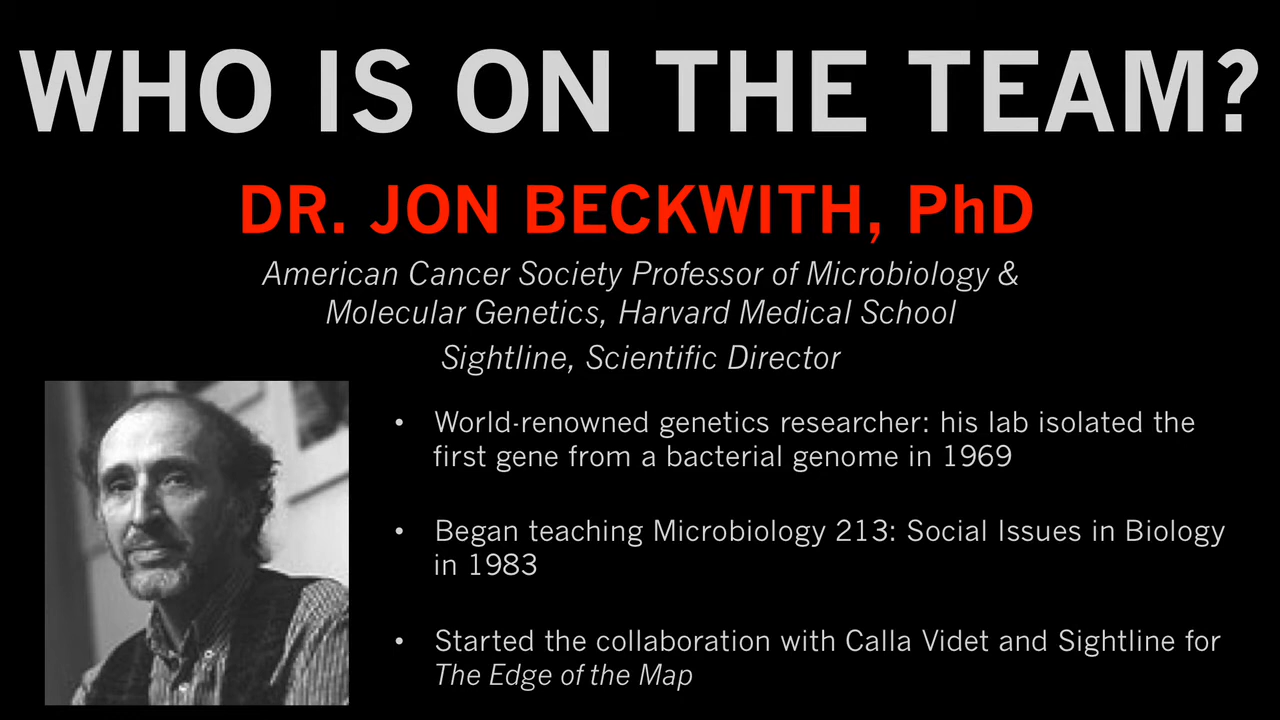 WHO IS ON THE TEAM?
DR. JON BECKWITH, PhD
American Cancer Society Professor of Microbiology &
Molecular Genetics, Harvard Medical School
Sightline, Scientific Director
• World-renowned genetics researcher: his lab isolated the
first gene from a bacterial genome in 1969
• Began teaching Microbiology 213: Social Issues in Biology
in 1983
• Started the collaboration with Calla Videt and Sightline for
The Edge of the Map